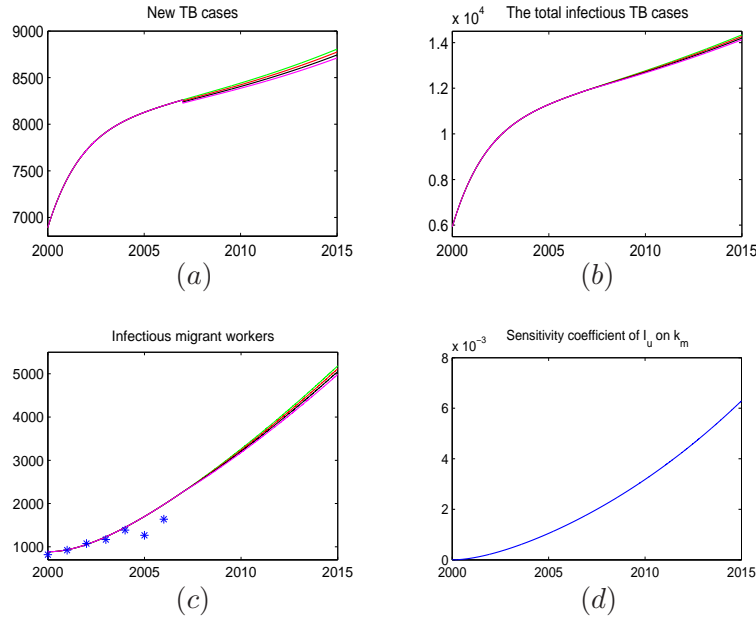 New TB cases
9000
8500
8000
7500
7000
2000 2005 2010 2015
(a)
The total infectious TB cases
x 10^4
1.4
1.2
1
0.8
0.6
2000 2005 2010 2015
(b)
Infectious migrant workers
5000
4000
3000
2000
1000
2000 2005 2010 2015
(c)
Sensitivity coefficient of I_u on k_m
x 10^-3
8
6
4
2
0
2000 2005 2010 2015
(d)